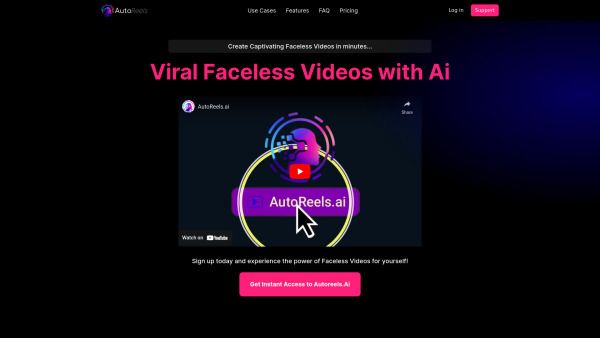 AutoReels
Use Cases
Features
FAQ
Pricing
Log in
Support
Create Captivating Faceless Videos in minutes...
Viral Faceless Videos with Ai
AutoReels.ai
Share
AutoReels.ai
Watch on YouTube
Sign up today and experience the power of Faceless Videos for yourself!
Get Instant Access to Autoreels.Ai